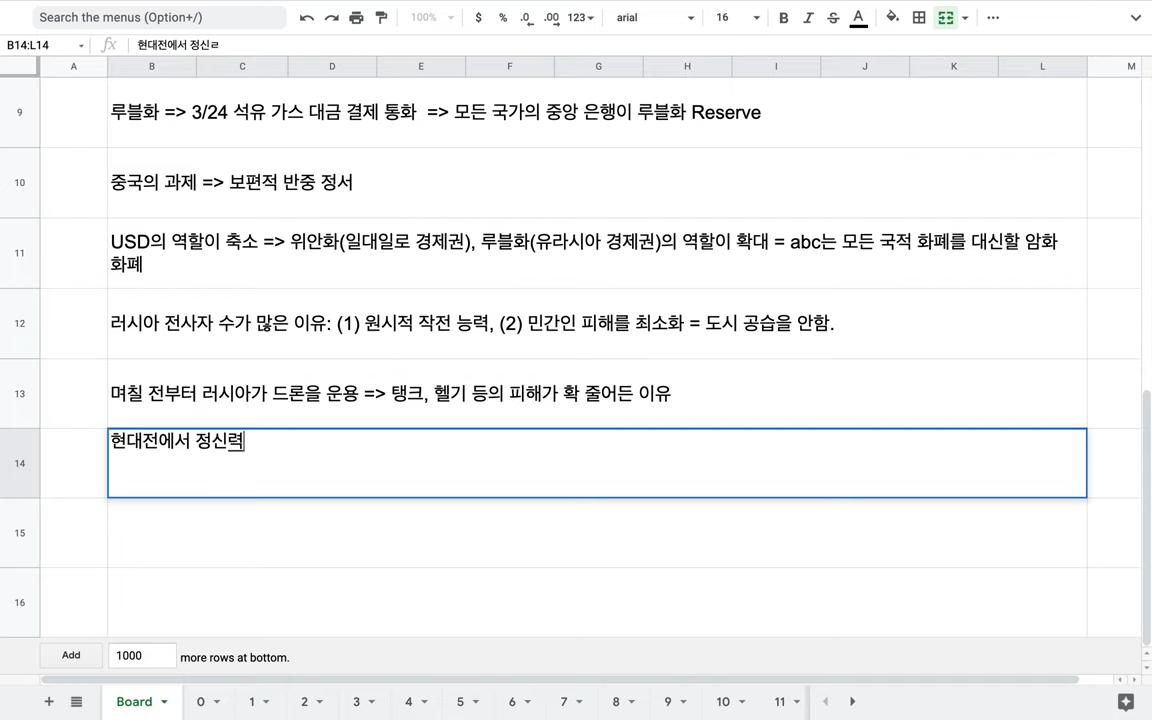 Search the menus (Option+/)
100%
$ % .0 .00 123
arial
16
B I S A
B14:L14
fx 현대전에서 정신ㄹ
A B C D E F G H I J K L M
9 루블화 => 3/24 석유 가스 대금 결제 통화 => 모든 국가의 중앙 은행이 루블화 Reserve
10 중국의 과제 => 보편적 반중 정서
11 USD의 역할이 축소 => 위안화(일대일로 경제권), 루블화(유라시아 경제권)의 역할이 확대 = abc는 모든 국적 화폐를 대신할 암화
화폐
12 러시아 전사자 수가 많은 이유: (1) 원시적 작전 능력, (2) 민간인 피해를 최소화 = 도시 공습을 안함.
13 며칠 전부터 러시아가 드론을 운용 => 탱크, 헬기 등의 피해가 확 줄어든 이유
14 현대전에서 정신력
15
16
Add 1000 more rows at bottom.
Board 0 1 2 3 4 5 6 7 8 9 10 11